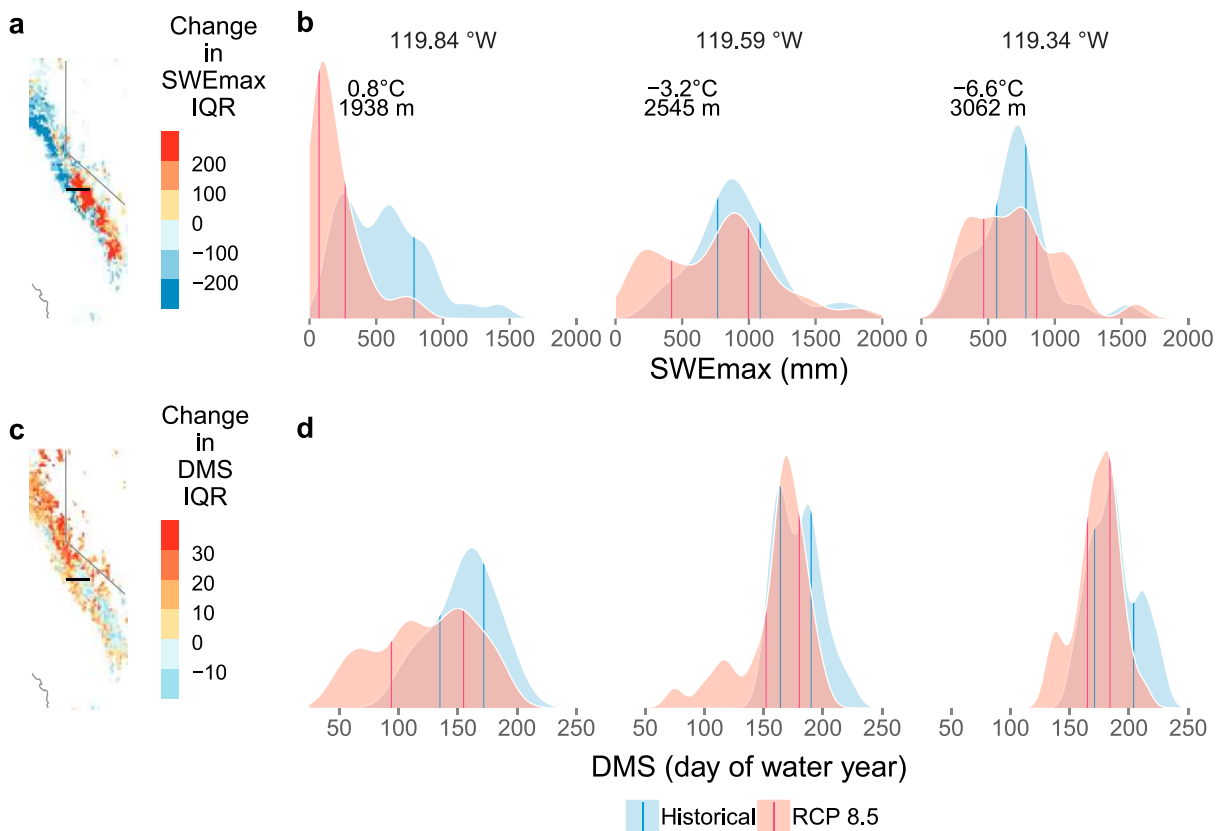 a
Change
in
SWEmax
IQR
200
100
0
−100
−200
b
119.84 °W
119.59 °W
119.34 °W
0.8°C
1938 m
−3.2°C
2545 m
−6.6°C
3062 m
0 500 1000 1500 2000
0 500 1000 1500 2000
0 500 1000 1500 2000
SWEmax (mm)
c
Change
in
DMS
IQR
30
20
10
0
−10
d
50 100 150 200 250
50 100 150 200 250
50 100 150 200 250
DMS (day of water year)
Historical
RCP 8.5